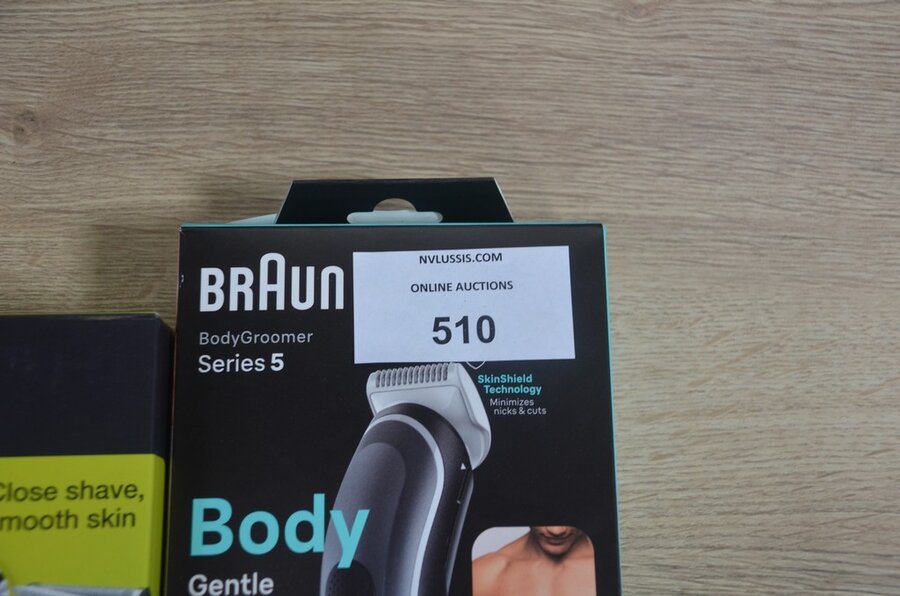 BRAUN
BodyGroomer
Series 5
NVLUSSIS.COM
ONLINE AUCTIONS
510
SkinShield
Technology
Minimizes
nicks & cuts
Body
Gentle
Close shave,
smooth skin